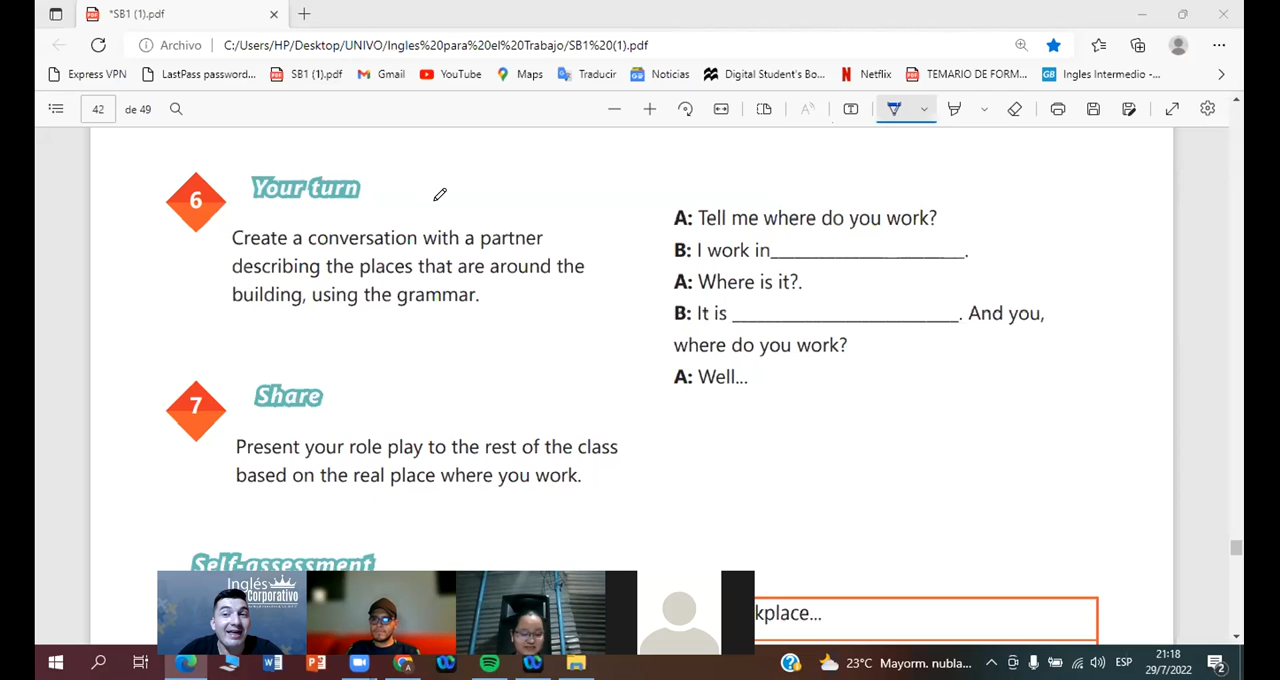 *SB1 (1).pdf
Archivo
C:/Users/HP/Desktop/UNIVO/Ingles%20para%20el%20Trabajo/SB1%20(1).pdf
Express VPN
LastPass password...
SB1 (1).pdf
Gmail
YouTube
Maps
Traducir
Noticias
Digital Student's Bo...
Netflix
TEMARIO DE FORM...
Ingles Intermedio -...
42 de 49
6 Your turn
Create a conversation with a partner
describing the places that are around the
building, using the grammar.
A: Tell me where do you work?
B: I work in_____________________.
A: Where is it?.
B: It is _________________________. And you,
where do you work?
A: Well...
7 Share
Present your role play to the rest of the class
based on the real place where you work.
Self-assessment
kplace...
Inglés
Corporativo
23°C Mayorm. nubla...
ESP
21:18
29/7/2022
2